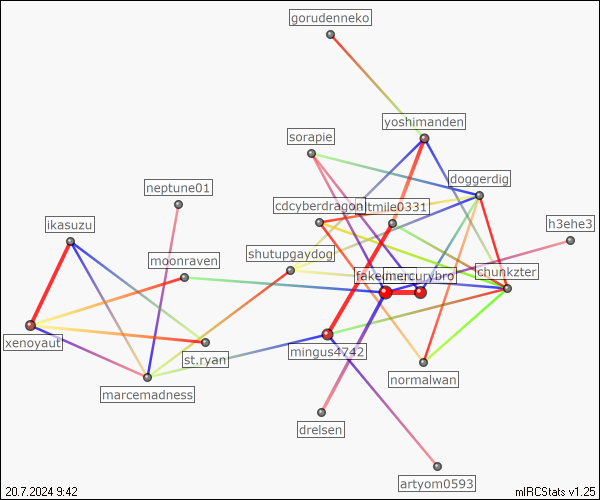 gorudenneko
yoshimanden
sorapie
doggerdig
neptune01
cdcyberdragon
tmile0331
h3ehe3
ikasuzu
moonraven
shutupgaydog
mercurybro
chunkzter
xenoyaut
st.ryan
mingus4742
normalwan
marcemadness
drelsen
artyom0593
20.7.2024 9:42
mIRCStats v1.25